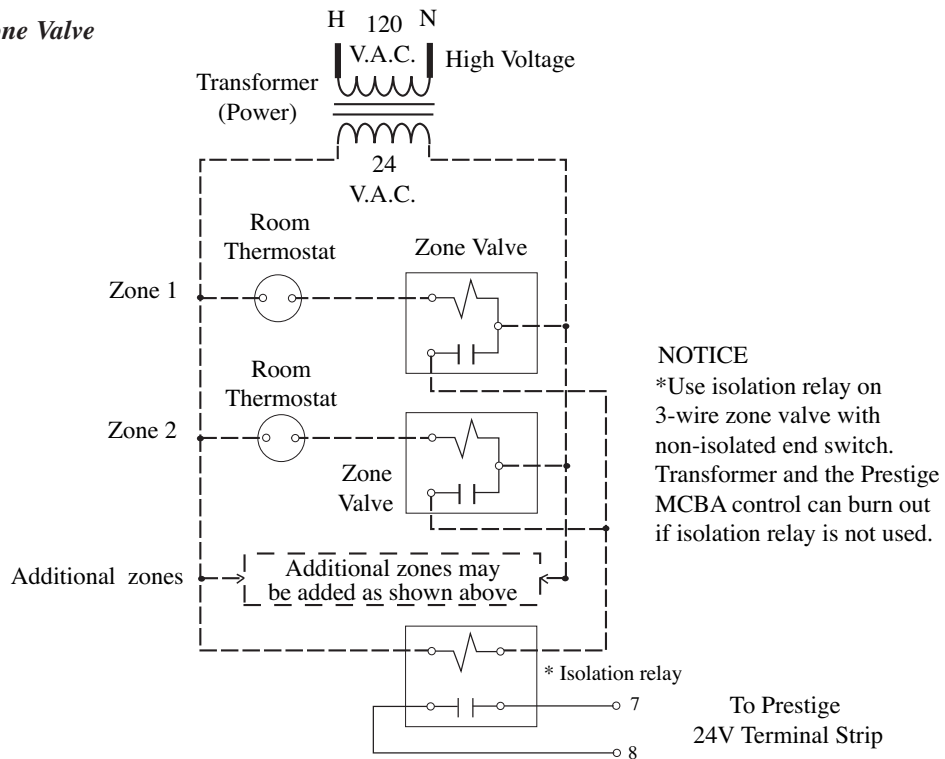 H 120 N
V.A.C.
High Voltage
Transformer
(Power)
24
V.A.C.
Room
Thermostat
Zone Valve
Zone 1
Room
Thermostat
Zone 2
Zone
Valve
NOTICE
*Use isolation relay on
3-wire zone valve with
non-isolated end switch.
Transformer and the Prestige
MCBA control can burn out
if isolation relay is not used.
Additional zones
Additional zones may
be added as shown above
* Isolation relay
7
To Prestige
24V Terminal Strip
8